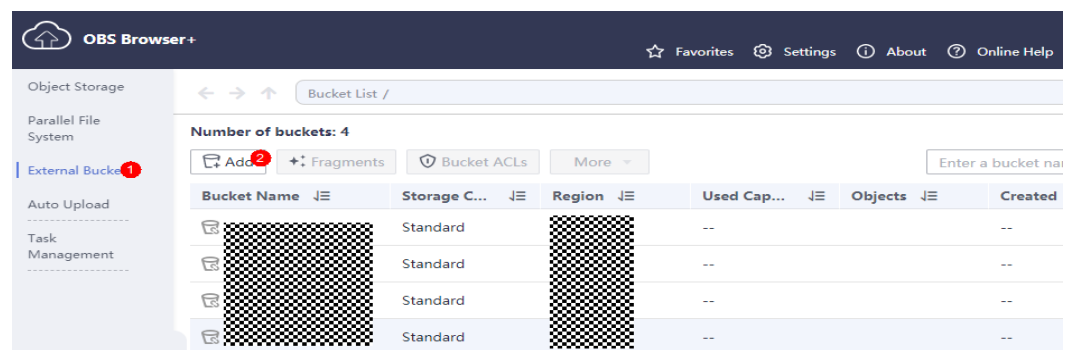 OBS Browser+
Favorites Settings About Online Help
Object Storage
Bucket List /
Parallel File
System
Number of buckets: 4
Add 2 Fragments Bucket ACLs More Enter a bucket
External 1
Auto Upload
Task
Management
Bucket Name Storage C... Region Used Cap... Objects Created
Standard -- --
Standard -- --
Standard -- --
Standard -- --